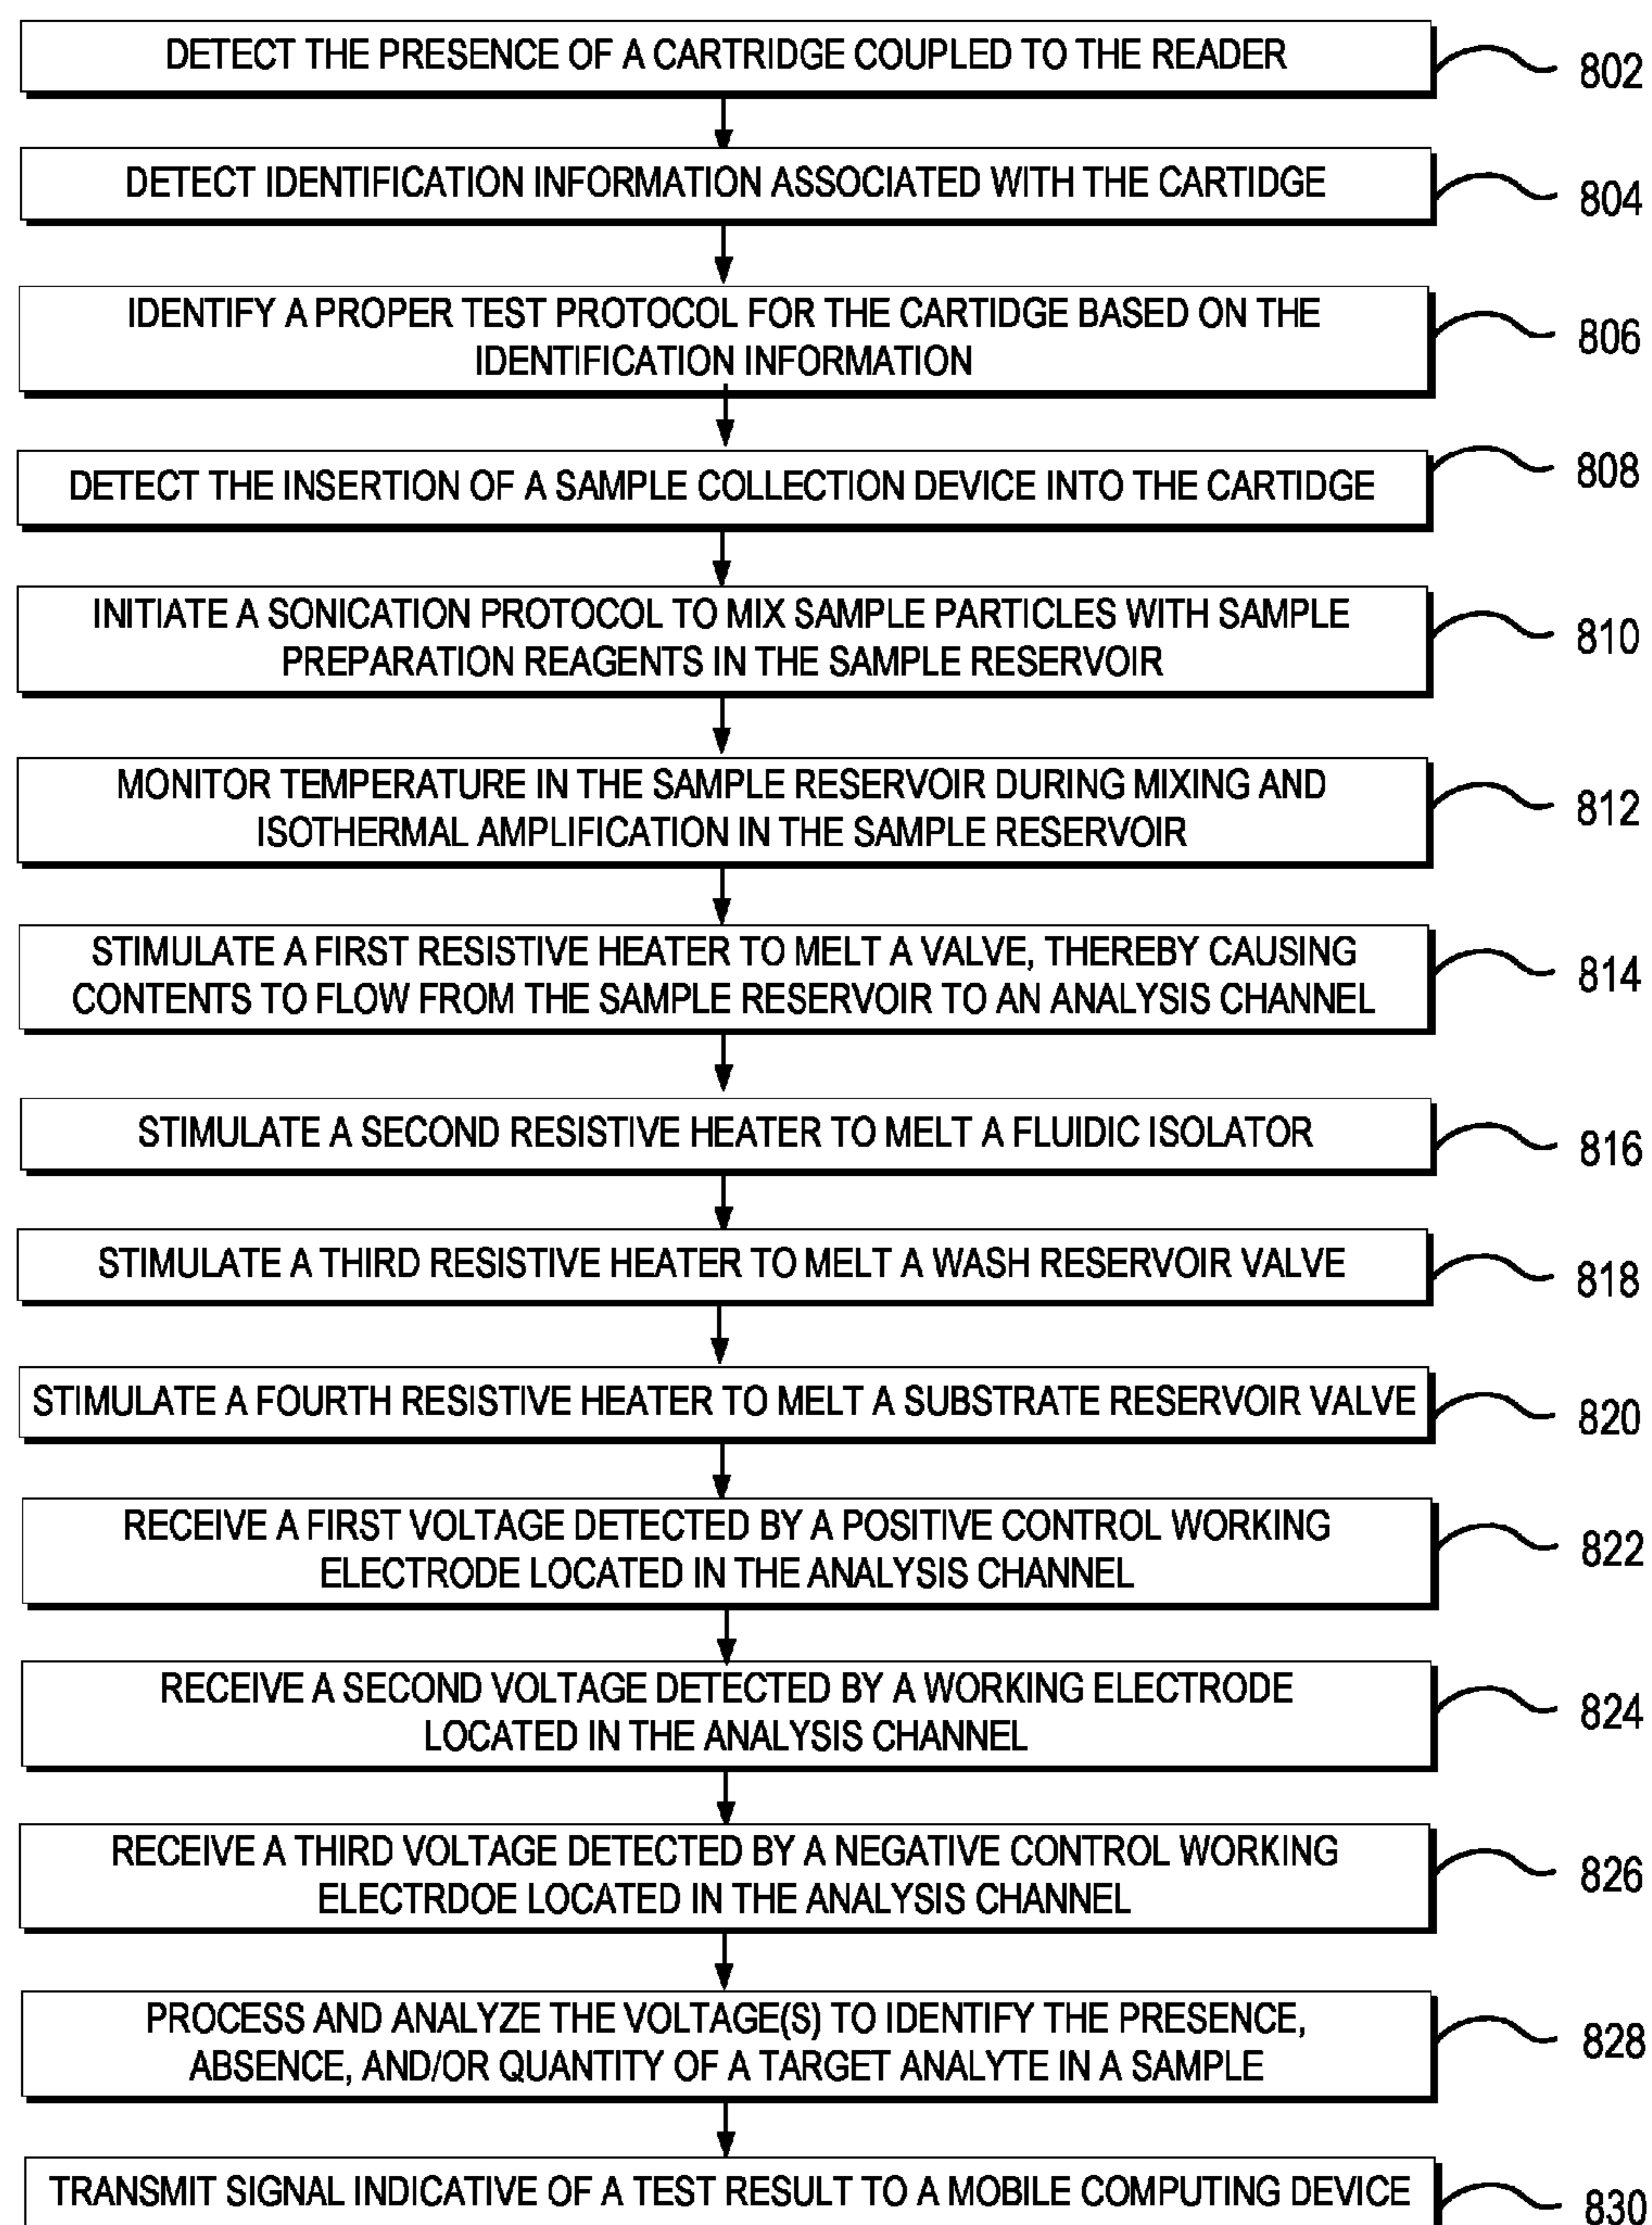 DETECT THE PRESENCE OF A CARTRIDGE COUPLED TO THE READER
802
DETECT IDENTIFICATION INFORMATION ASSOCIATED WITH THE CARTIDGE
804
IDENTIFY A PROPER TEST PROTOCOL FOR THE CARTIDGE BASED ON THE
IDENTIFICATION INFORMATION
806
DETECT THE INSERTION OF A SAMPLE COLLECTION DEVICE INTO THE CARTIDGE
808
INITIATE A SONICATION PROTOCOL TO MIX SAMPLE PARTICLES WITH SAMPLE
PREPARATION REAGENTS IN THE SAMPLE RESERVOIR
810
MONITOR TEMPERATURE IN THE SAMPLE RESERVOIR DURING MIXING AND
ISOTHERMAL AMPLIFICATION IN THE SAMPLE RESERVOIR
812
STIMULATE A FIRST RESISTIVE HEATER TO MELT A VALVE, THEREBY CAUSING
CONTENTS TO FLOW FROM THE SAMPLE RESERVOIR TO AN ANALYSIS CHANNEL
814
STIMULATE A SECOND RESISTIVE HEATER TO MELT A FLUIDIC ISOLATOR
816
STIMULATE A THIRD RESISTIVE HEATER TO MELT A WASH RESERVOIR VALVE
818
STIMULATE A FOURTH RESISTIVE HEATER TO MELT A SUBSTRATE RESERVOIR VALVE
820
RECEIVE A FIRST VOLTAGE DETECTED BY A POSITIVE CONTROL WORKING
ELECTRODE LOCATED IN THE ANALYSIS CHANNEL
822
RECEIVE A SECOND VOLTAGE DETECTED BY A WORKING ELECTRODE
LOCATED IN THE ANALYSIS CHANNEL
824
RECEIVE A THIRD VOLTAGE DETECTED BY A NEGATIVE CONTROL WORKING
ELECTRDOE LOCATED IN THE ANALYSIS CHANNEL
826
PROCESS AND ANALYZE THE VOLTAGE(S) TO IDENTIFY THE PRESENCE,
ABSENCE, AND/OR QUANTITY OF A TARGET ANALYTE IN A SAMPLE
828
TRANSMIT SIGNAL INDICATIVE OF A TEST RESULT TO A MOBILE COMPUTING DEVICE
830